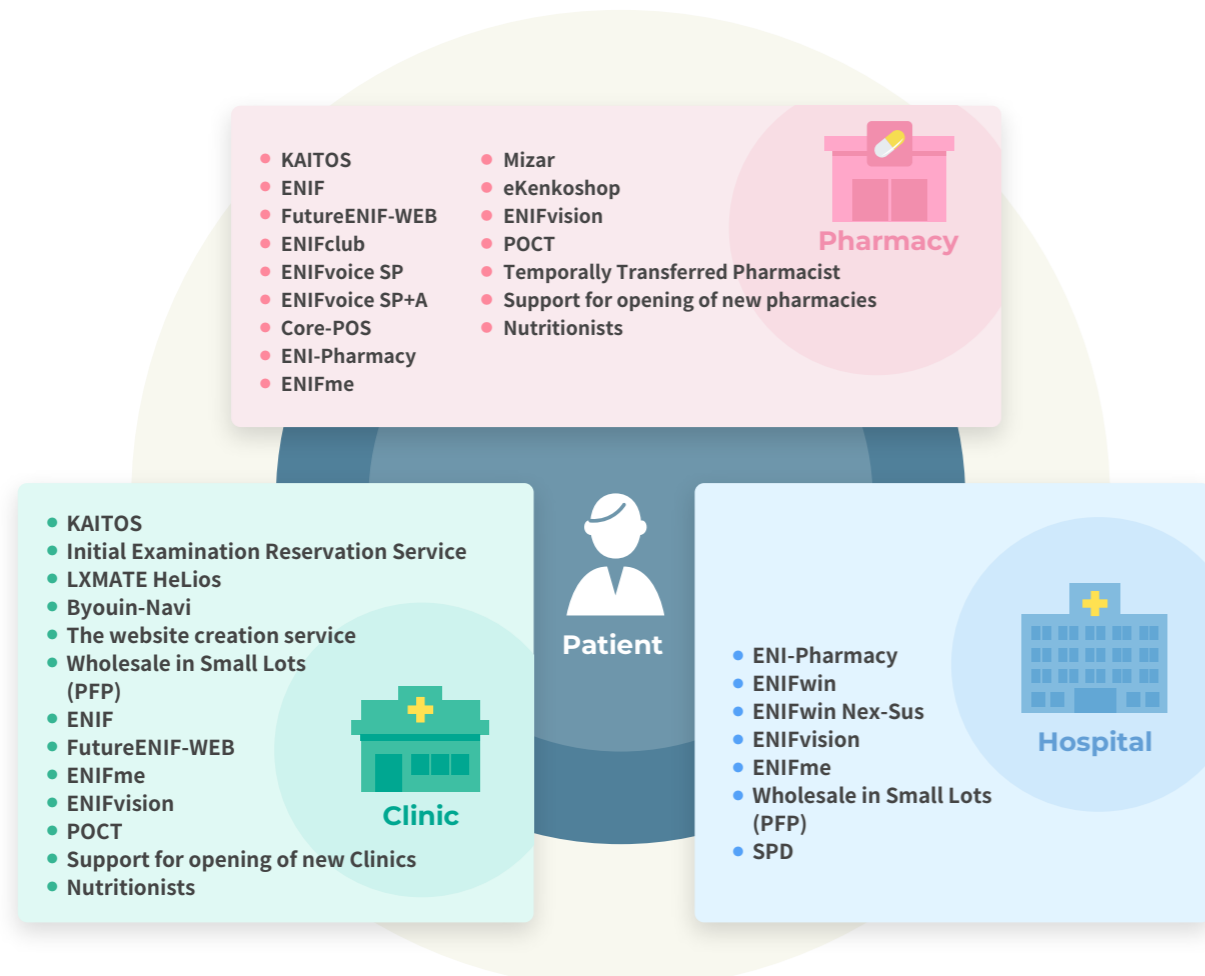 KAITOS
ENIF
FutureENIF-WEB
ENIFclub
ENIFvoice SP
ENIFvoice SP+A
Core-POS
ENI-Pharmacy
ENIFme
Mizar
eKenkoshop
ENIFvision
POCT
Temporally Transferred Pharmacist
Support for opening of new pharmacies
Nutritionists
Pharmacy
KAITOS
Initial Examination Reservation Service
LXMATE HeLios
Byouin-Navi
The website creation service
Wholesale in Small Lots
(PFP)
ENIF
FutureENIF-WEB
ENIFme
ENIFvision
POCT
Support for opening of new Clinics
Nutritionists
Clinic
Patient
ENI-Pharmacy
ENIFwin
ENIFwin Nex-Sus
ENIFvision
ENIFme
Wholesale in Small Lots
(PFP)
SPD
Hospital